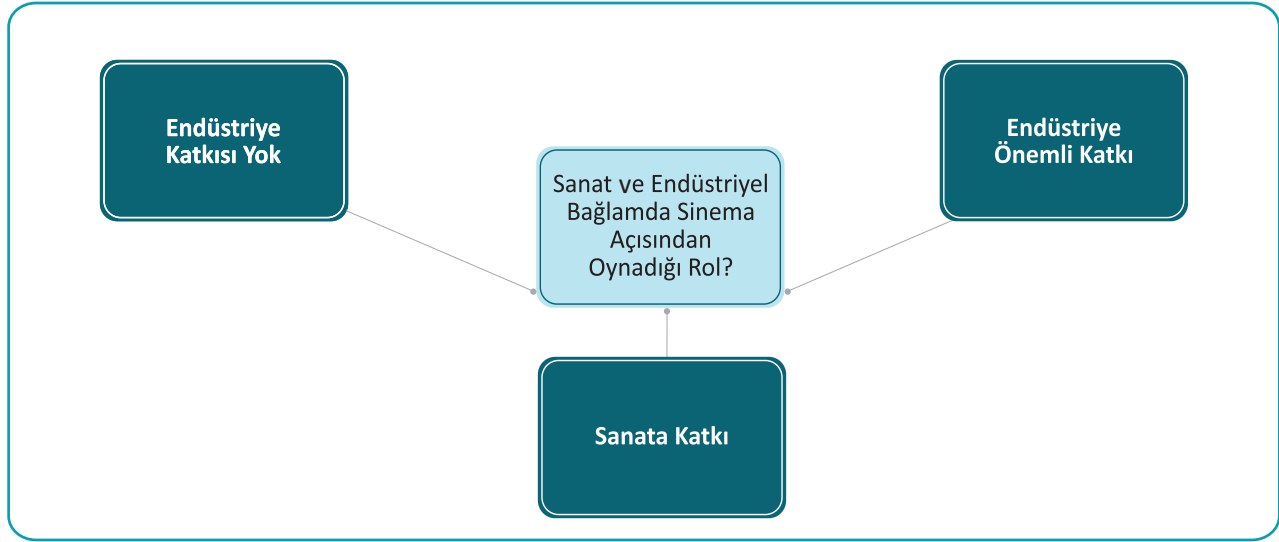 Endüstriye
Katkısı Yok
Endüstriye
Önemli Katkı
Sanat ve Endüstriyel
Bağlamda Sinema
Açısından
Oynadığı Rol?
Sanata Katkı